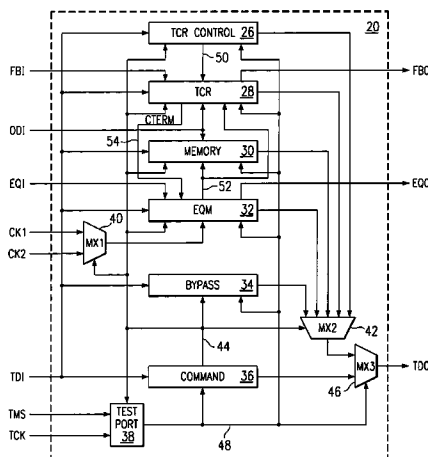 TCR CONTROL 26
20
50
FBI
FBO
TCR 28
CTERM
ODI
54
MEMORY 30
52
EQI
EQO
EQM 32
40
CK1
MX1
CK2
BYPASS 34
MX2
42
44
MX3
TDI
TDO
COMMAND 36
46
TMS
TEST
PORT
TCK
38
48